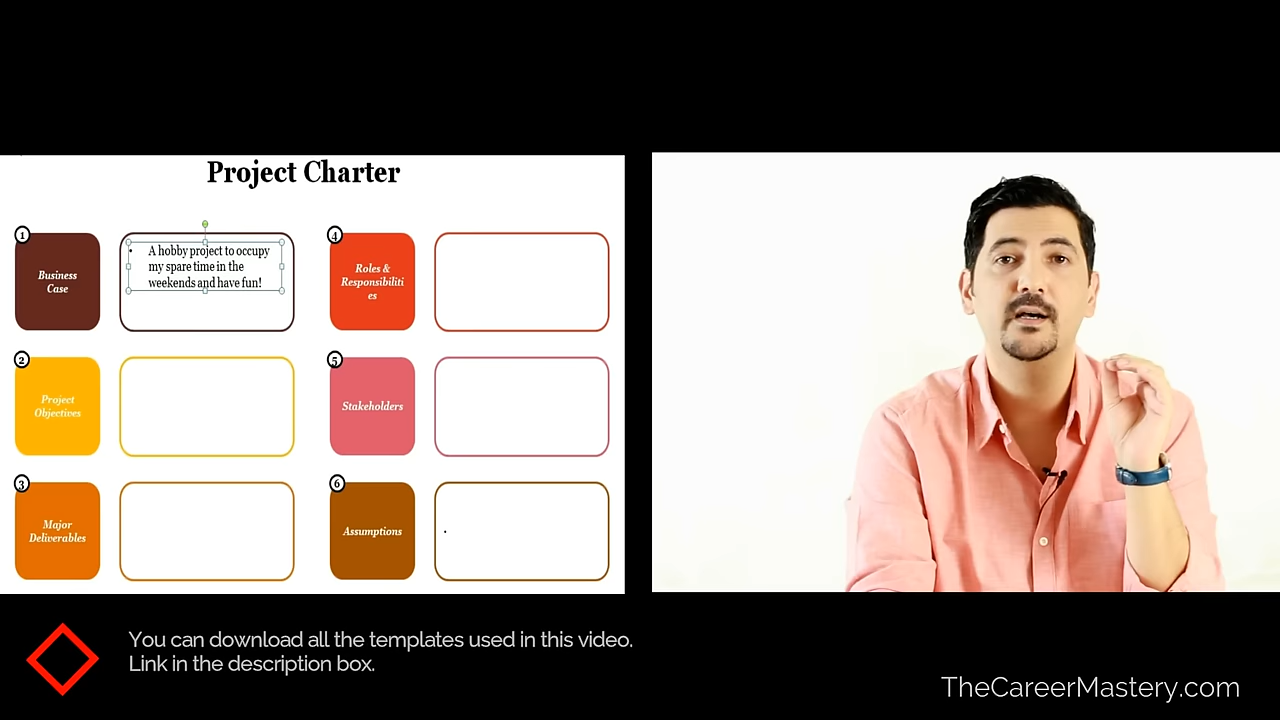 Project Charter
1
Business
Case
• A hobby project to occupy
my spare time in the
weekends and have fun!
4
Roles &
Responsibiliti
es
2
Project
Objectives
5
Stakeholders
3
Major
Deliverables
6
Assumptions
•
You can download all the templates used in this video.
Link in the description box.
TheCareerMastery.com